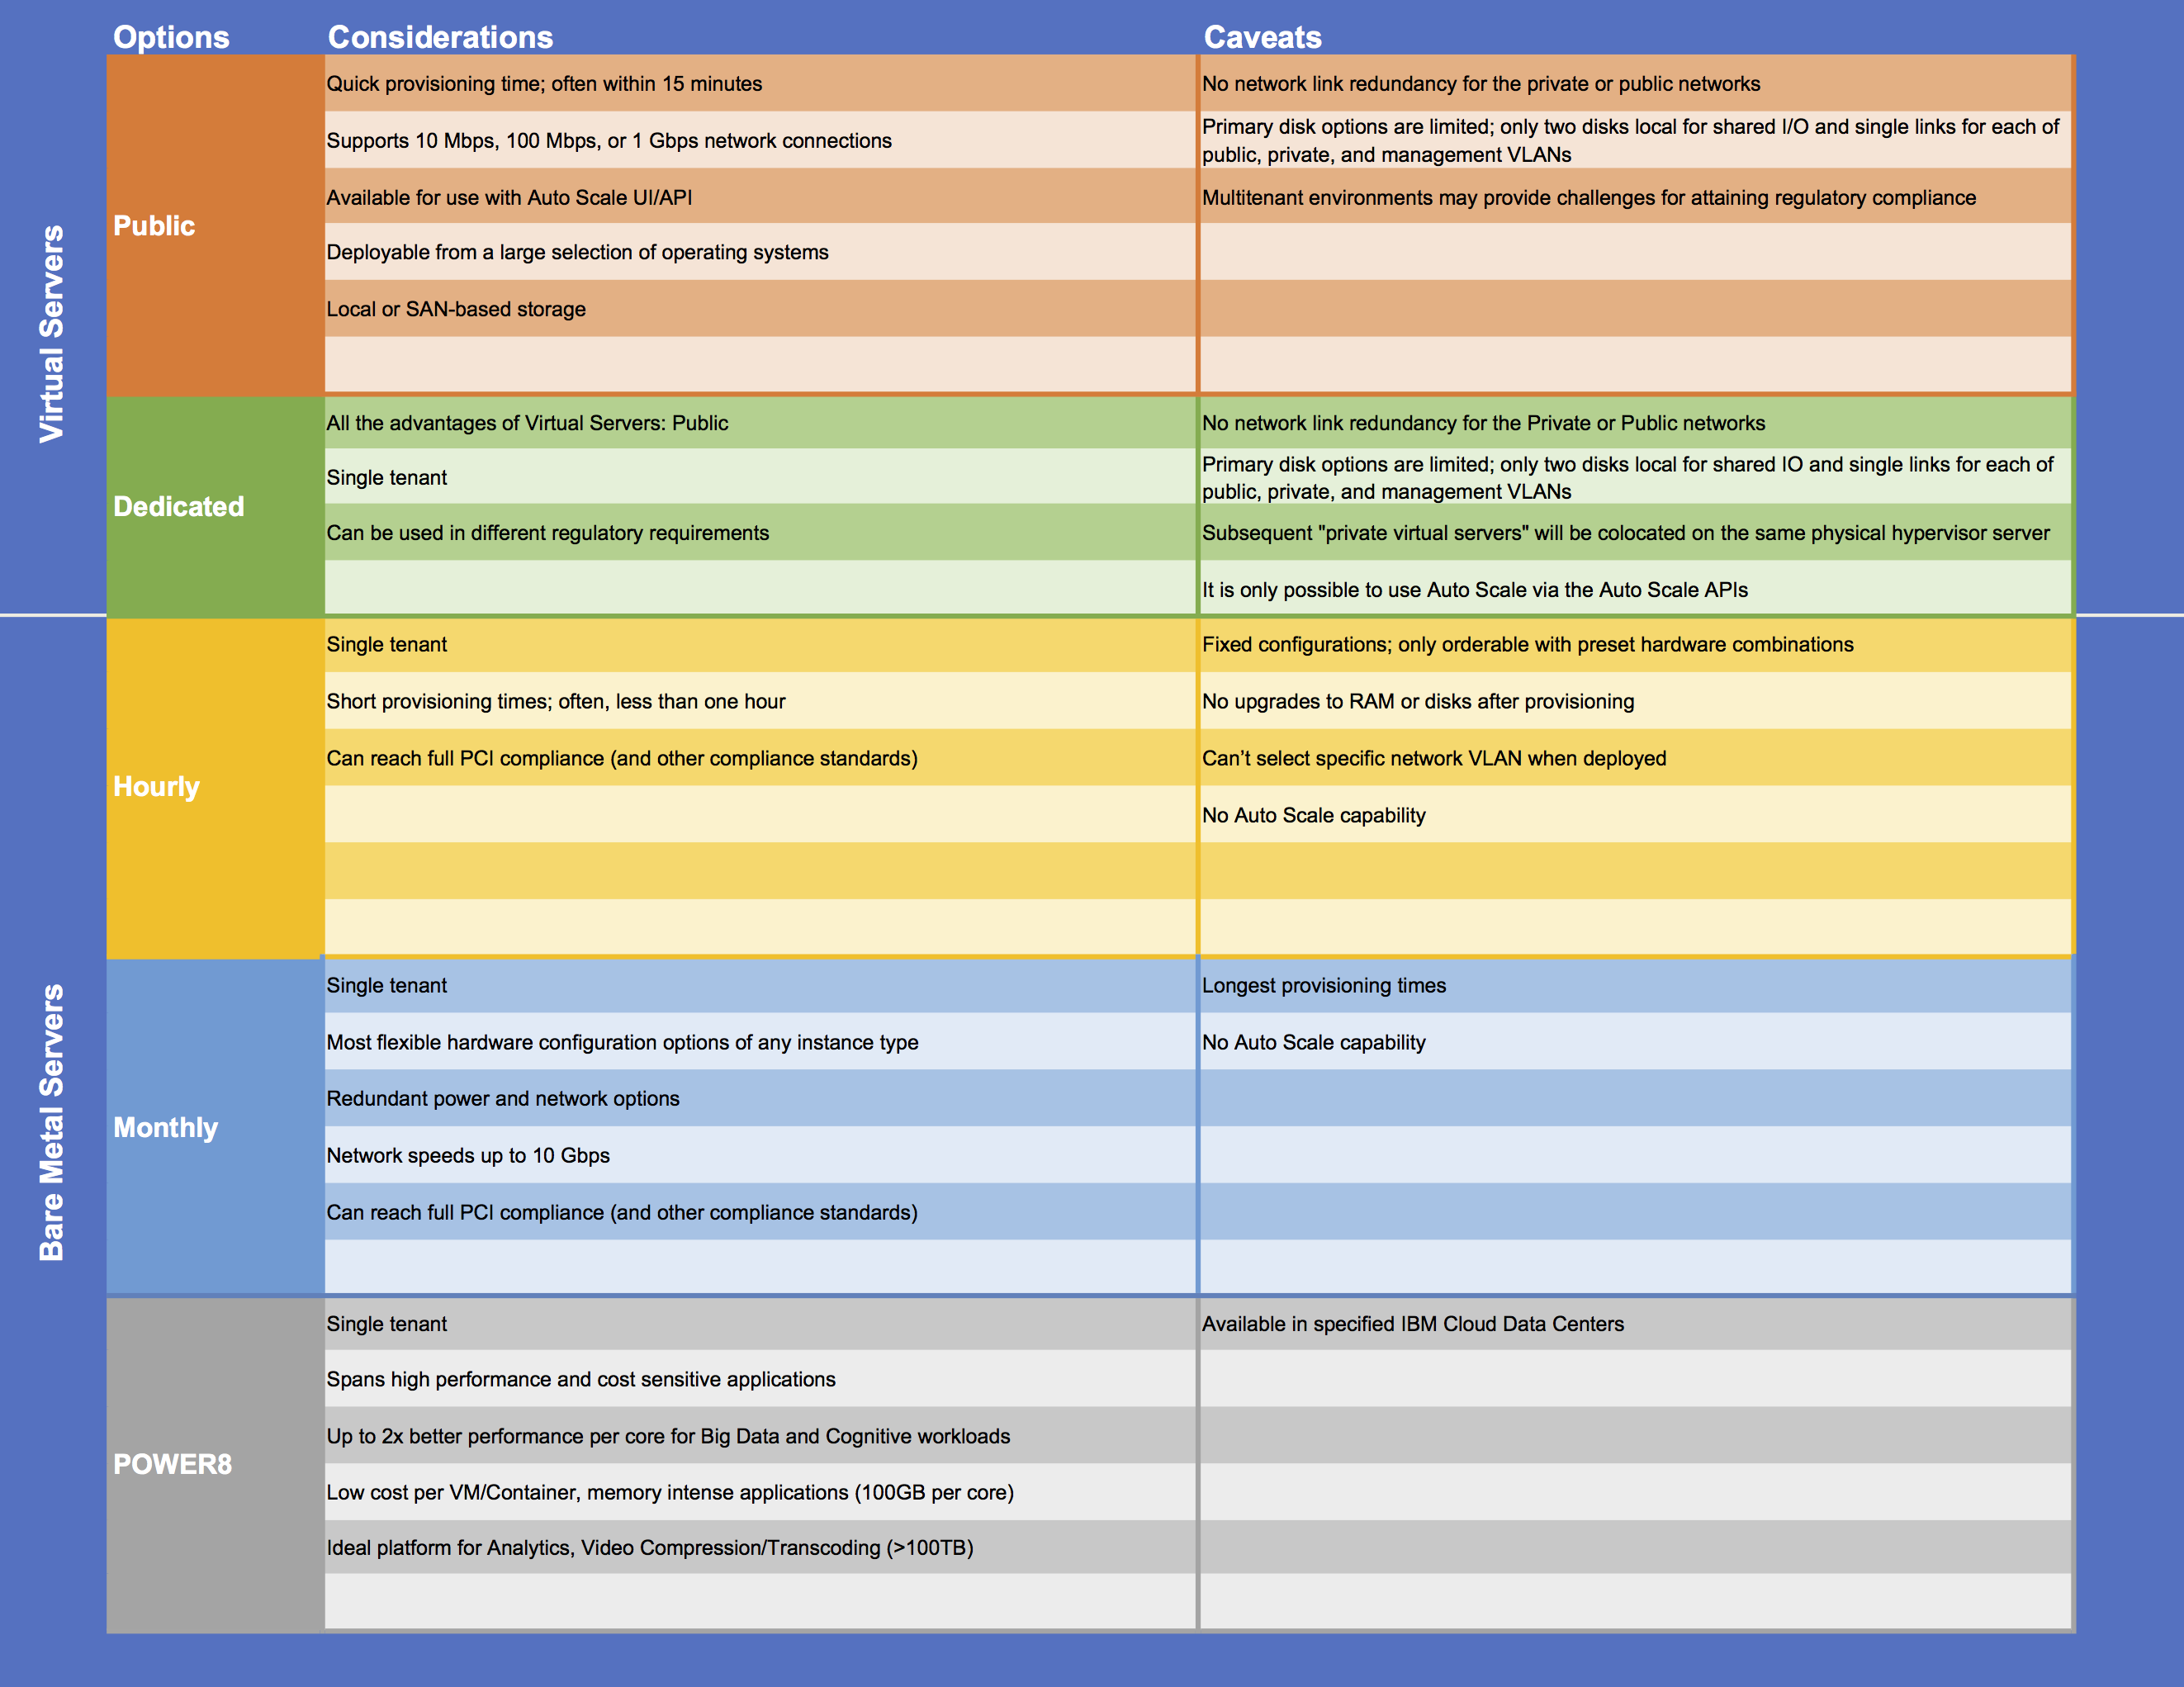 Options
Considerations
Caveats
Virtual Servers
Public
Quick provisioning time; often within 15 minutes
No network link redundancy for the private or public networks
Supports 10 Mbps, 100 Mbps, or 1 Gbps network connections
Primary disk options are limited; only two disks local for shared I/O and single links for each of
public, private, and management VLANs
Available for use with Auto Scale UI/API
Multitenant environments may provide challenges for attaining regulatory compliance
Deployable from a large selection of operating systems
Local or SAN-based storage
Dedicated
All the advantages of Virtual Servers: Public
No network link redundancy for the Private or Public networks
Single tenant
Primary disk options are limited; only two disks local for shared IO and single links for each of
public, private, and management VLANs
Can be used in different regulatory requirements
Subsequent "private virtual servers" will be colocated on the same physical hypervisor server
It is only possible to use Auto Scale via the Auto Scale APIs
Bare Metal Servers
Hourly
Single tenant
Fixed configurations; only orderable with preset hardware combinations
Short provisioning times; often, less than one hour
No upgrades to RAM or disks after provisioning
Can reach full PCI compliance (and other compliance standards)
Can’t select specific network VLAN when deployed
No Auto Scale capability
Monthly
Single tenant
Longest provisioning times
Most flexible hardware configuration options of any instance type
No Auto Scale capability
Redundant power and network options
Network speeds up to 10 Gbps
Can reach full PCI compliance (and other compliance standards)
POWER8
Single tenant
Available in specified IBM Cloud Data Centers
Spans high performance and cost sensitive applications
Up to 2x better performance per core for Big Data and Cognitive workloads
Low cost per VM/Container, memory intense applications (100GB per core)
Ideal platform for Analytics, Video Compression/Transcoding (>100TB)